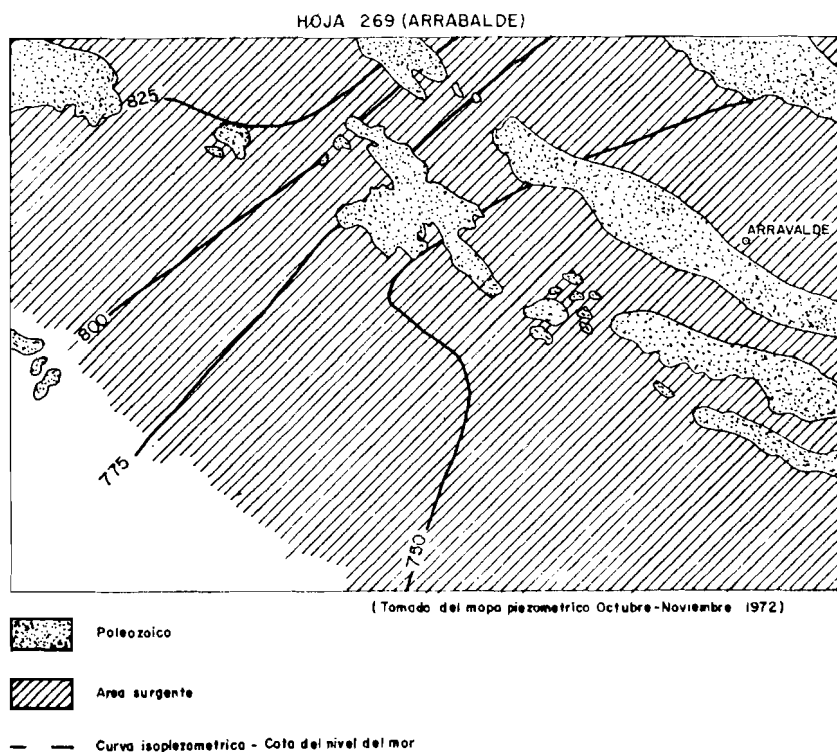 HOJA 269 (ARRABALDE)
825
ARRAVALDE
800
775
750
(Tomado del mapa piezometrico Octubre-Noviembre 1972)
Paleozoico
Area surgente
Curva isopiezometrica - Cota del nivel del mar